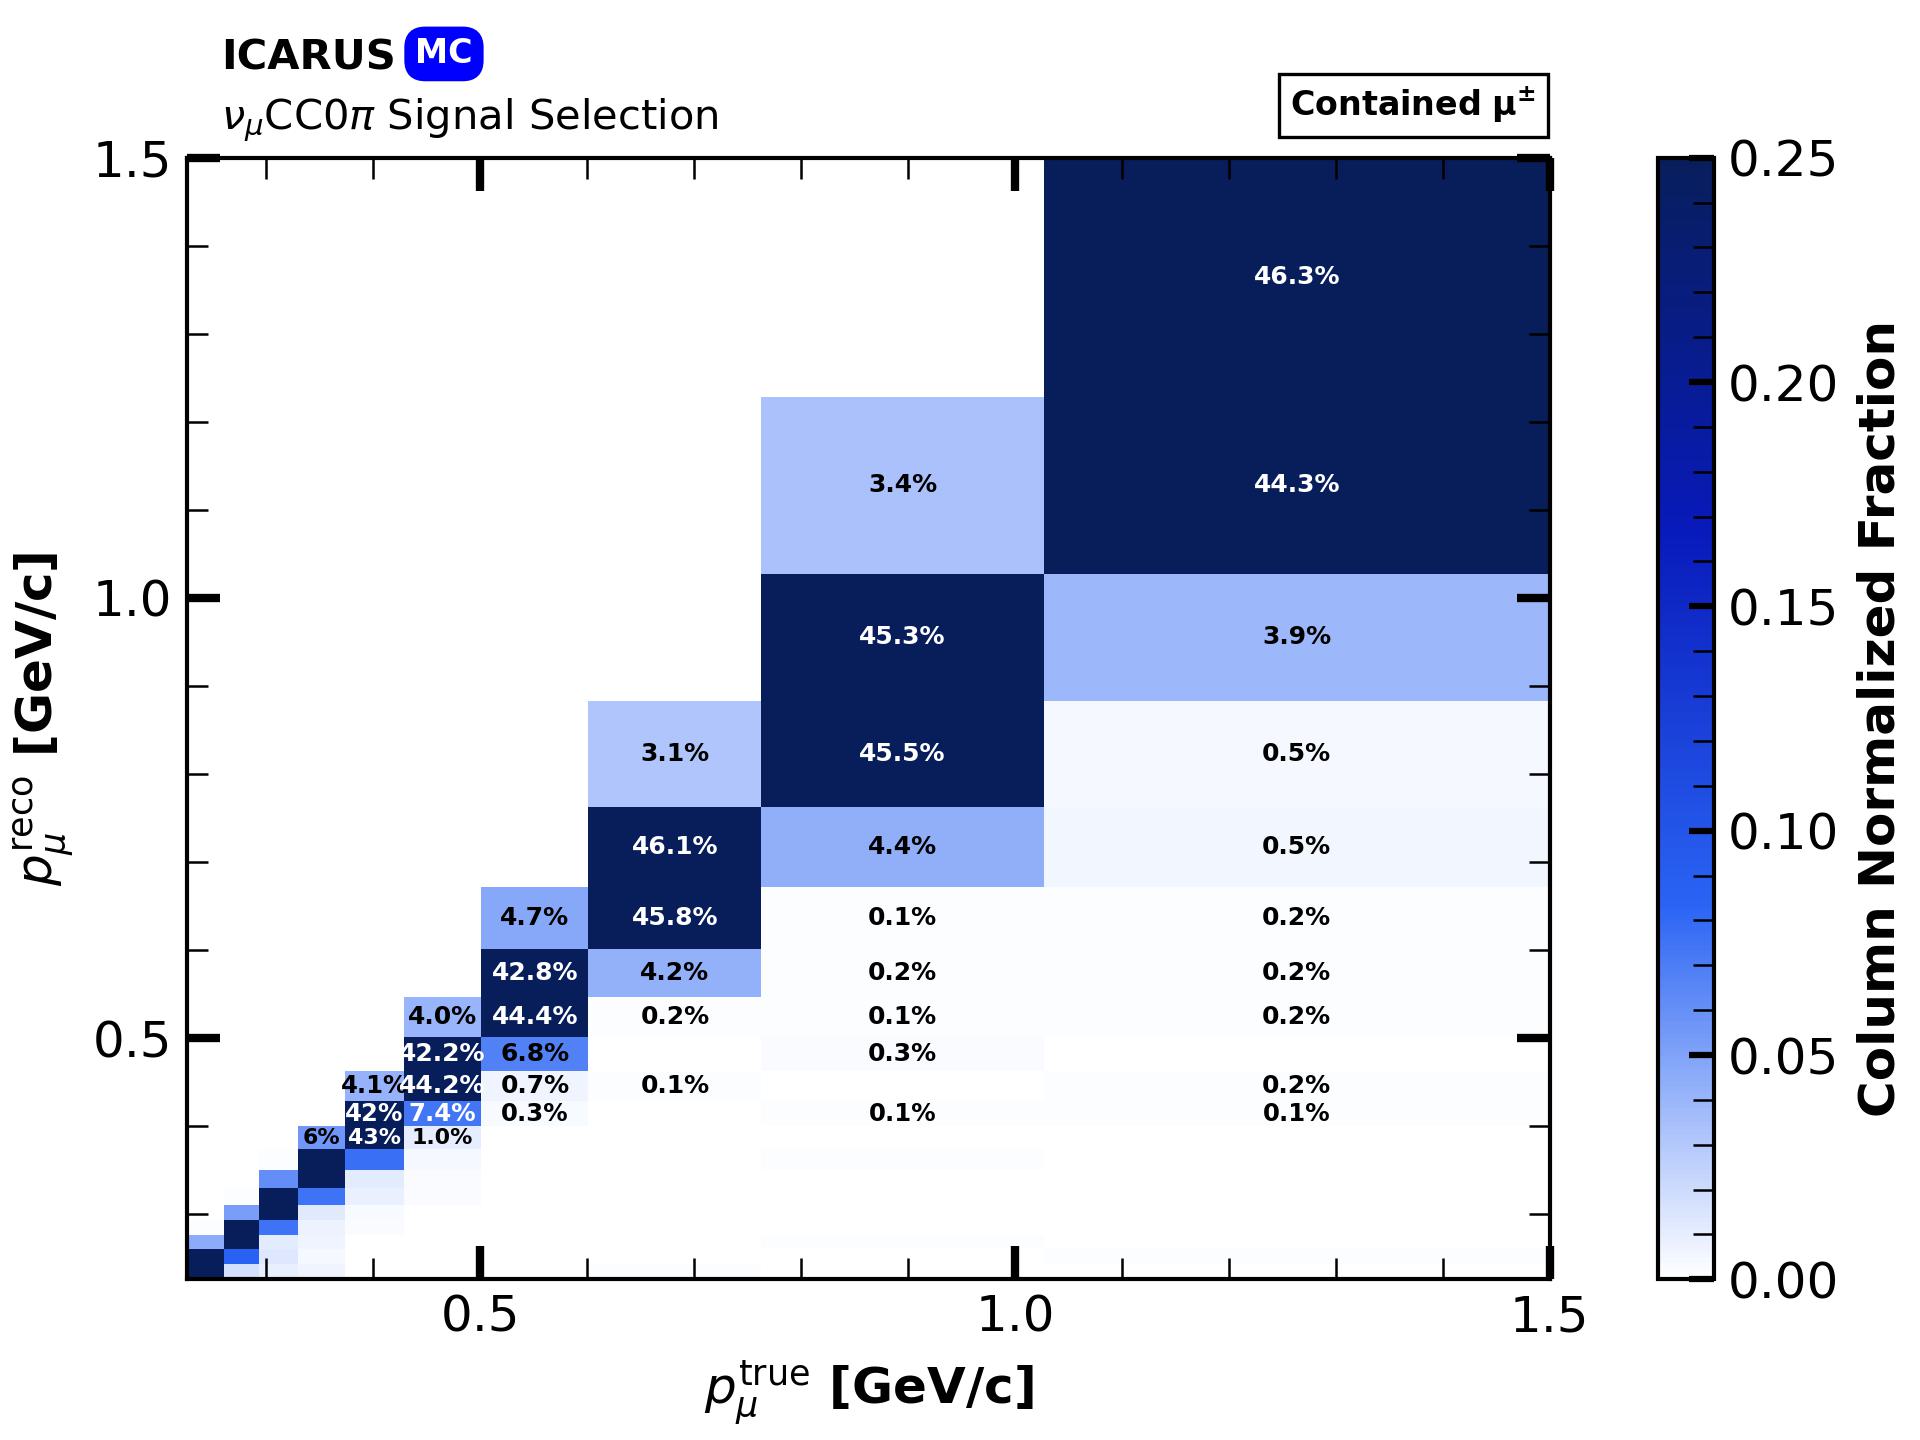 ICARUS MC
νμCC0π Signal Selection
Contained μ±
1.5
1.0
0.5
pμreco [GeV/c]
46.3%
3.4% 44.3%
45.3% 3.9%
3.1% 45.5% 0.5%
46.1% 4.4% 0.5%
4.7% 45.8% 0.1% 0.2%
42.8% 4.2% 0.2% 0.2%
4.0% 44.4% 0.2% 0.1% 0.2%
42.2% 6.8% 0.3%
4.1% 44.2% 0.7% 0.1% 0.2%
42% 7.4% 0.3% 0.1% 0.1%
6% 43% 1.0%
0.5 1.0 1.5
pμtrue [GeV/c]
0.25
0.20
0.15
0.10
0.05
0.00
Column Normalized Fraction